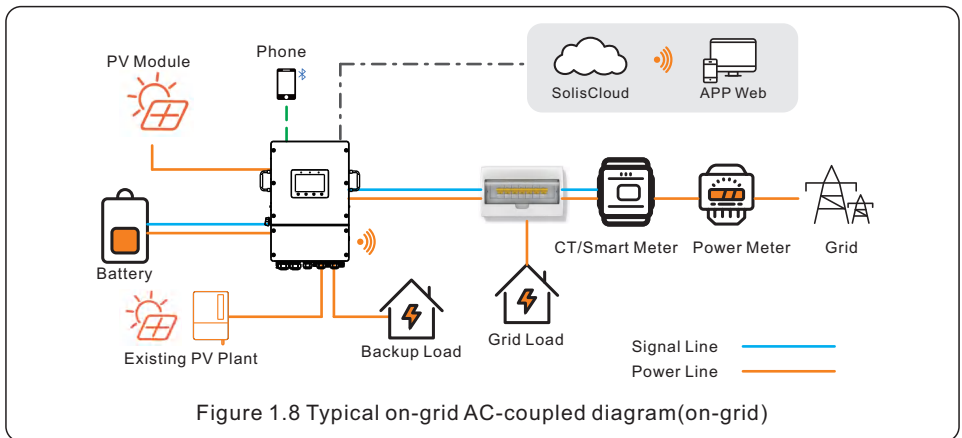 Phone
PV Module
SolisCloud
APP Web
CT/Smart Meter
Power Meter
Grid
Battery
Existing PV Plant
Backup Load
Grid Load
Signal Line
Power Line
Figure 1.8 Typical on-grid AC-coupled diagram(on-grid)